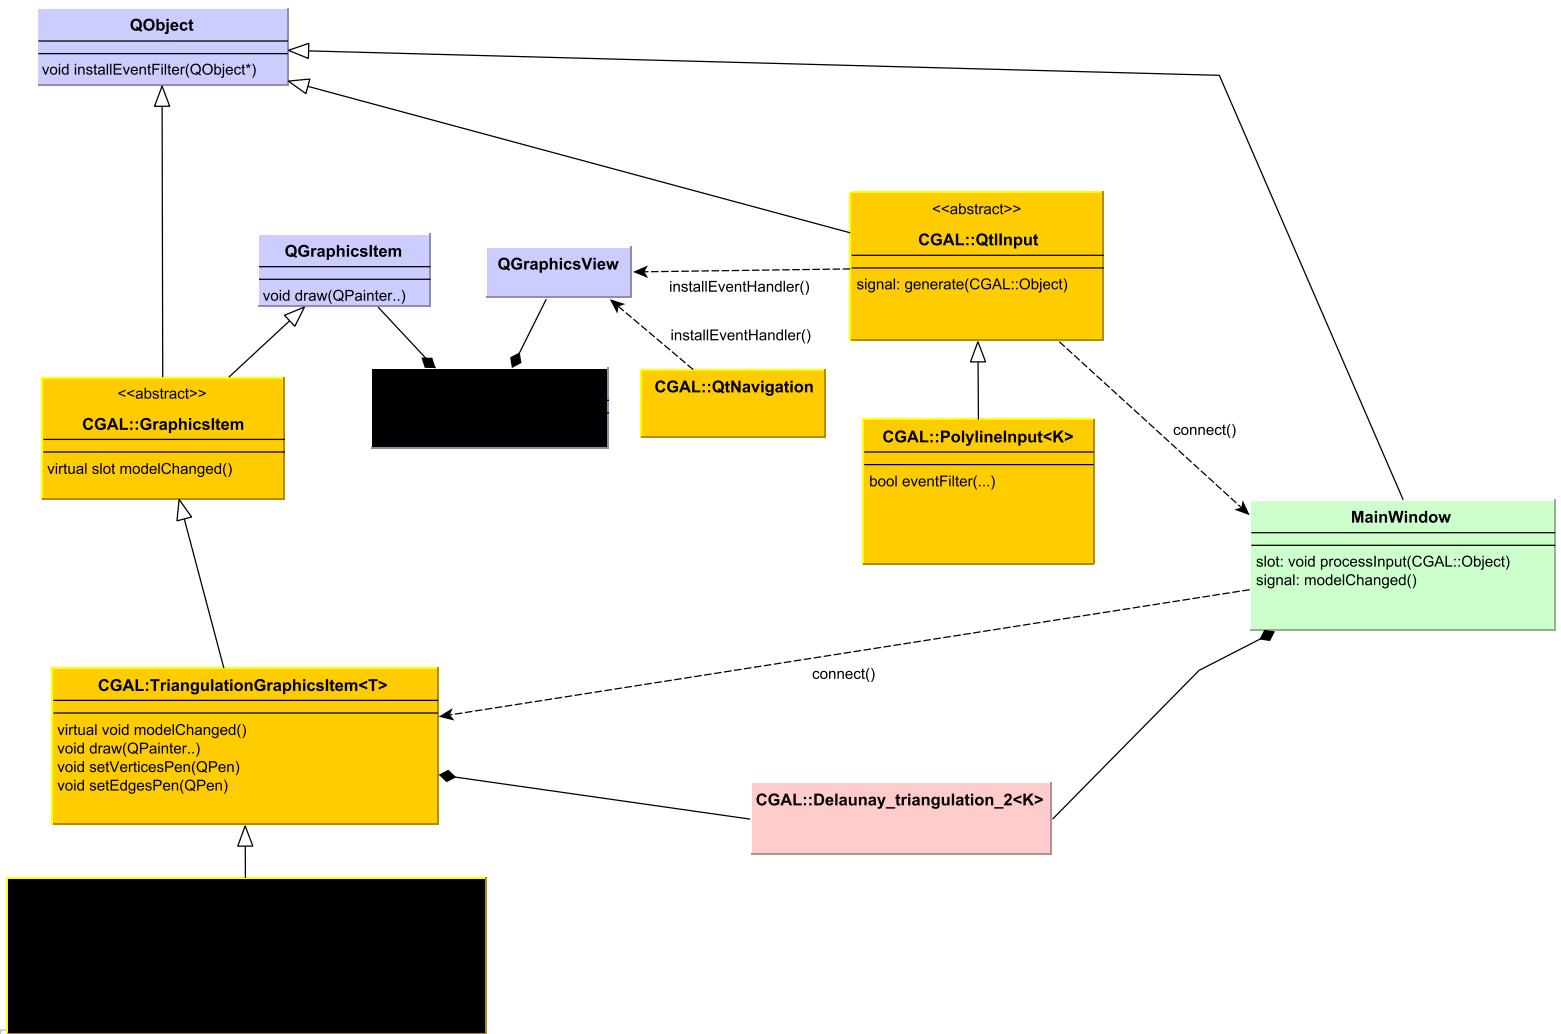 QObject
void installEventFilter(QObject*)
<<abstract>>
CGAL::QtIInput
signal: generate(CGAL::Object)
QGraphicsItem
void draw(QPainter..)
QGraphicsView
installEventHandler()
installEventHandler()
<<abstract>>
CGAL::GraphicsItem
virtual slot modelChanged()
CGAL::QtNavigation
CGAL::PolylineInput<K>
bool eventFilter(...)
connect()
MainWindow
slot: void processInput(CGAL::Object)
signal: modelChanged()
connect()
CGAL:TriangulationGraphicsItem<T>
virtual void modelChanged()
void draw(QPainter..)
void setVerticesPen(QPen)
void setEdgesPen(QPen)
CGAL::Delaunay_triangulation_2<K>